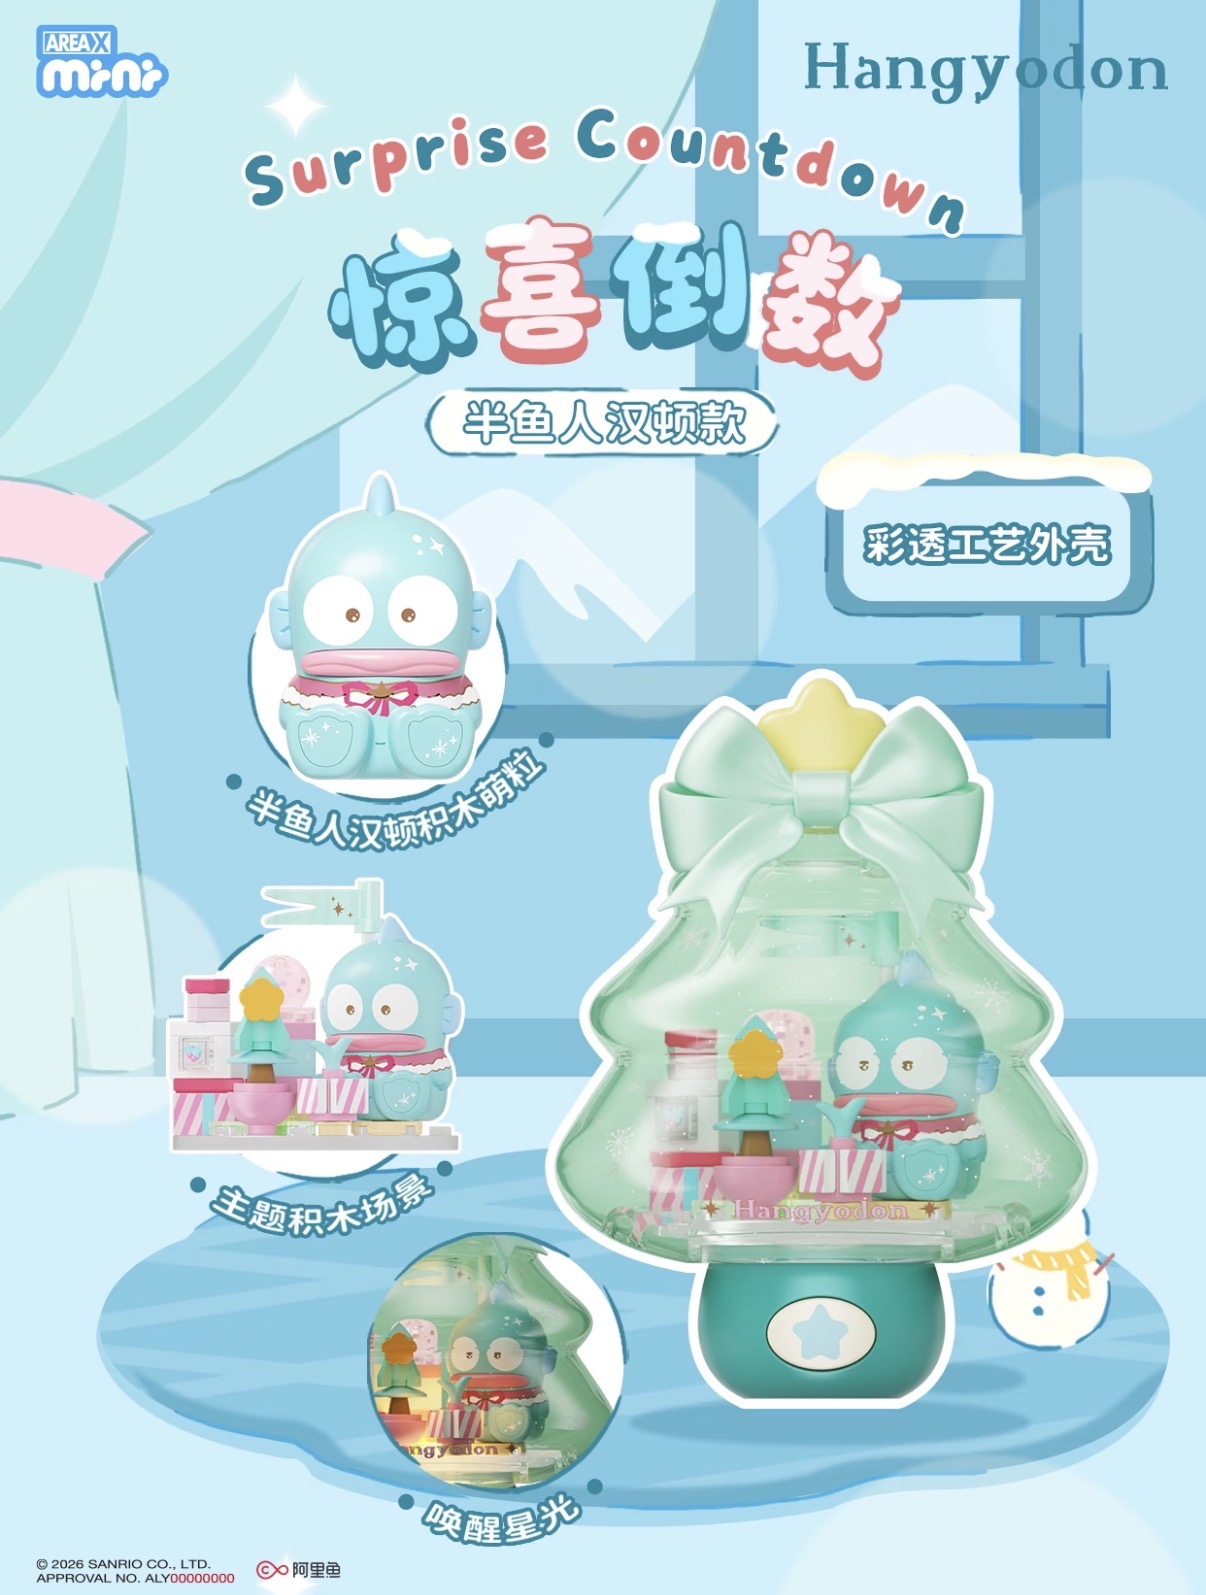 AREA X
mini
Hangyodon
Surprise Countdown
惊喜倒数
半鱼人汉顿款
彩透工艺外壳
半鱼人汉顿积木萌粒
主题积木场景
Hangyodon
angyodon
唤醒星光
© 2026 SANRIO CO., LTD.
APPROVAL NO. ALY00000000
阿里鱼